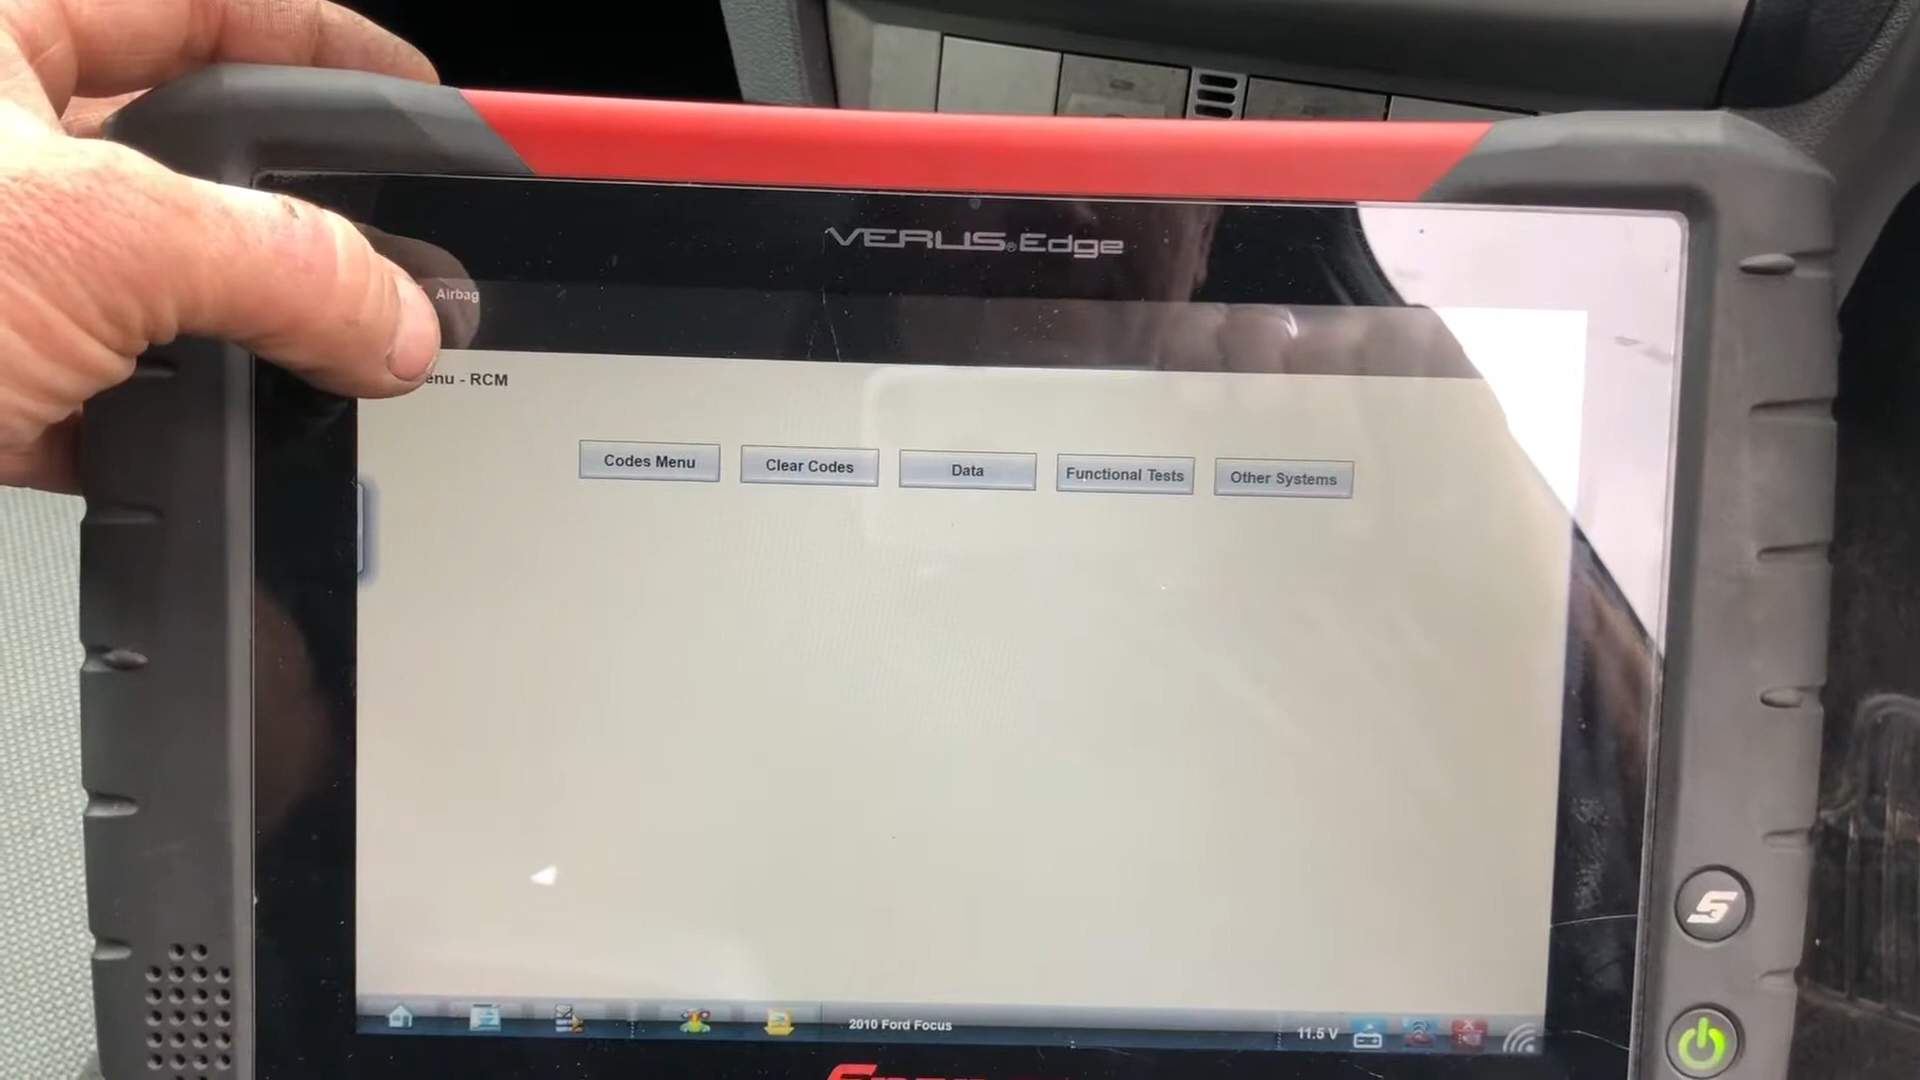 VERUS® Edge
Airbag
enu - RCM
Codes Menu
Clear Codes
Data
Functional Tests
Other Systems
2010 Ford Focus
11.5 V